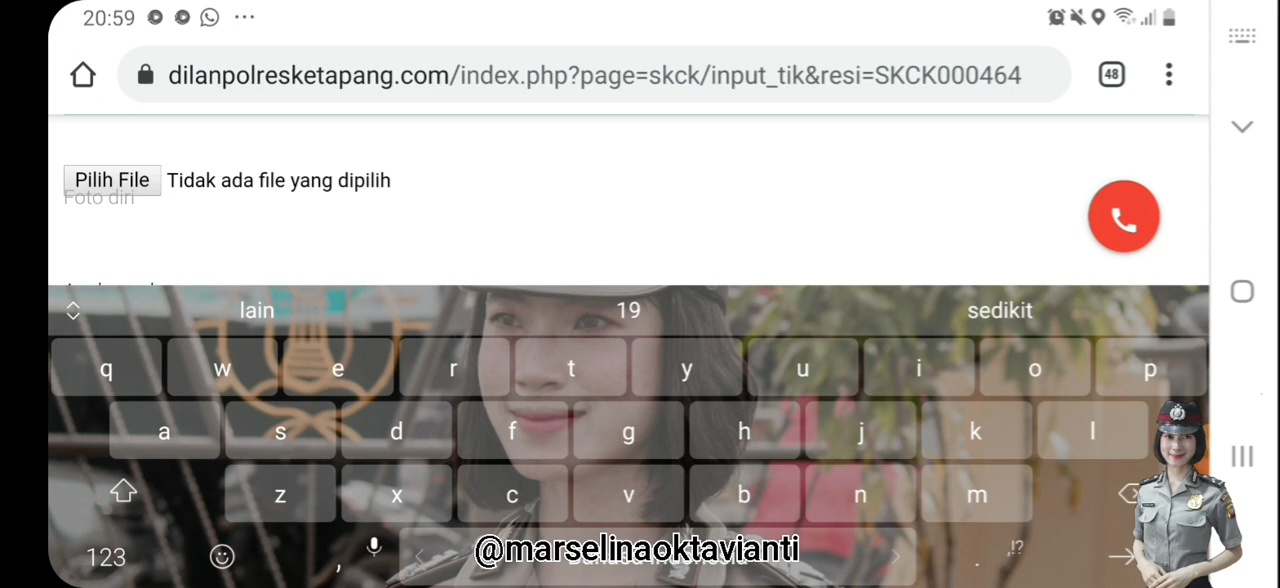 20:59
dilanpolresketapang.com/index.php?page=skck/input_tik&resi=SKCK000464
48
Pilih File Tidak ada file yang dipilih
Foto diri
lain 19 sedikit
q w e r t y u i o p
a s d f g h j k l
z x c v b n m
123 , . !?
@marselinaoktavianti